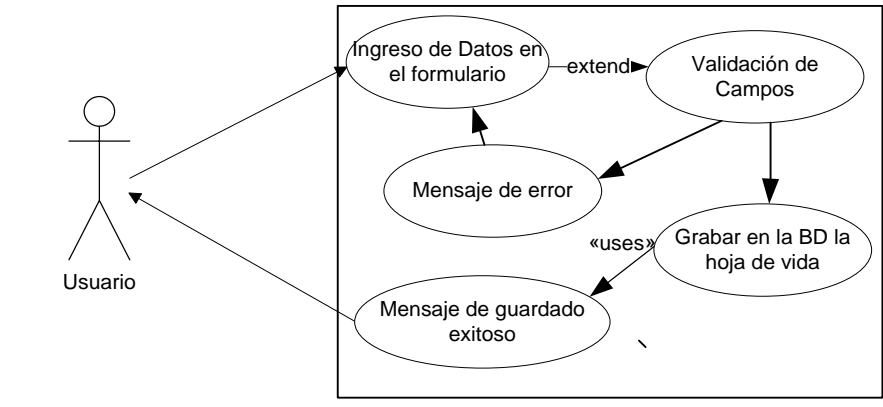 Ingreso de Datos en
el formulario
extend
Validación de
Campos
Mensaje de error
Usuario
«uses»
Grabar en la BD la
hoja de vida
Mensaje de guardado
exitoso